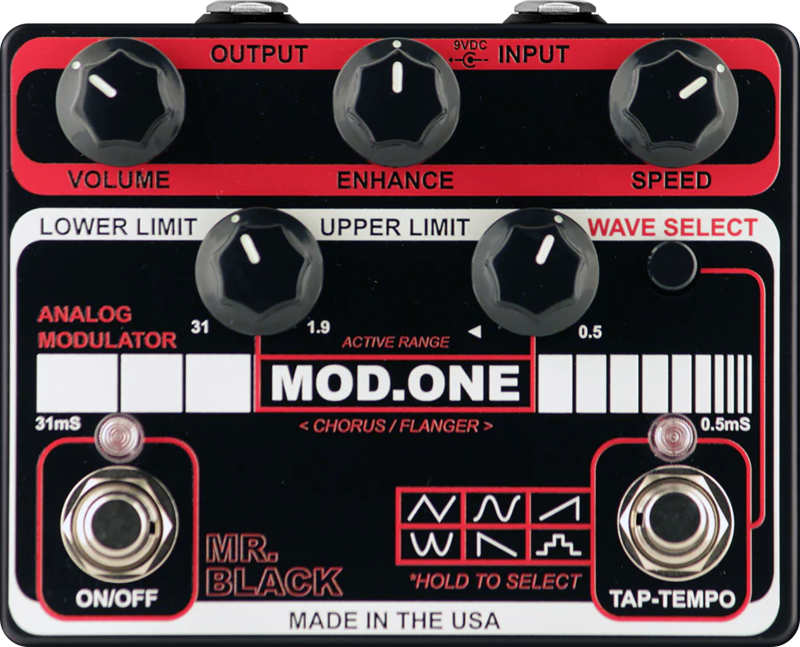 OUTPUT
9VDC
INPUT
VOLUME
ENHANCE
SPEED
LOWER LIMIT
UPPER LIMIT
WAVE SELECT
ANALOG
MODULATOR
31
1.9
ACTIVE RANGE
◄
0.5
MOD.ONE
31mS
< CHORUS / FLANGER >
0.5mS
MR.
BLACK
*HOLD TO SELECT
ON/OFF
TAP-TEMPO
MADE IN THE USA